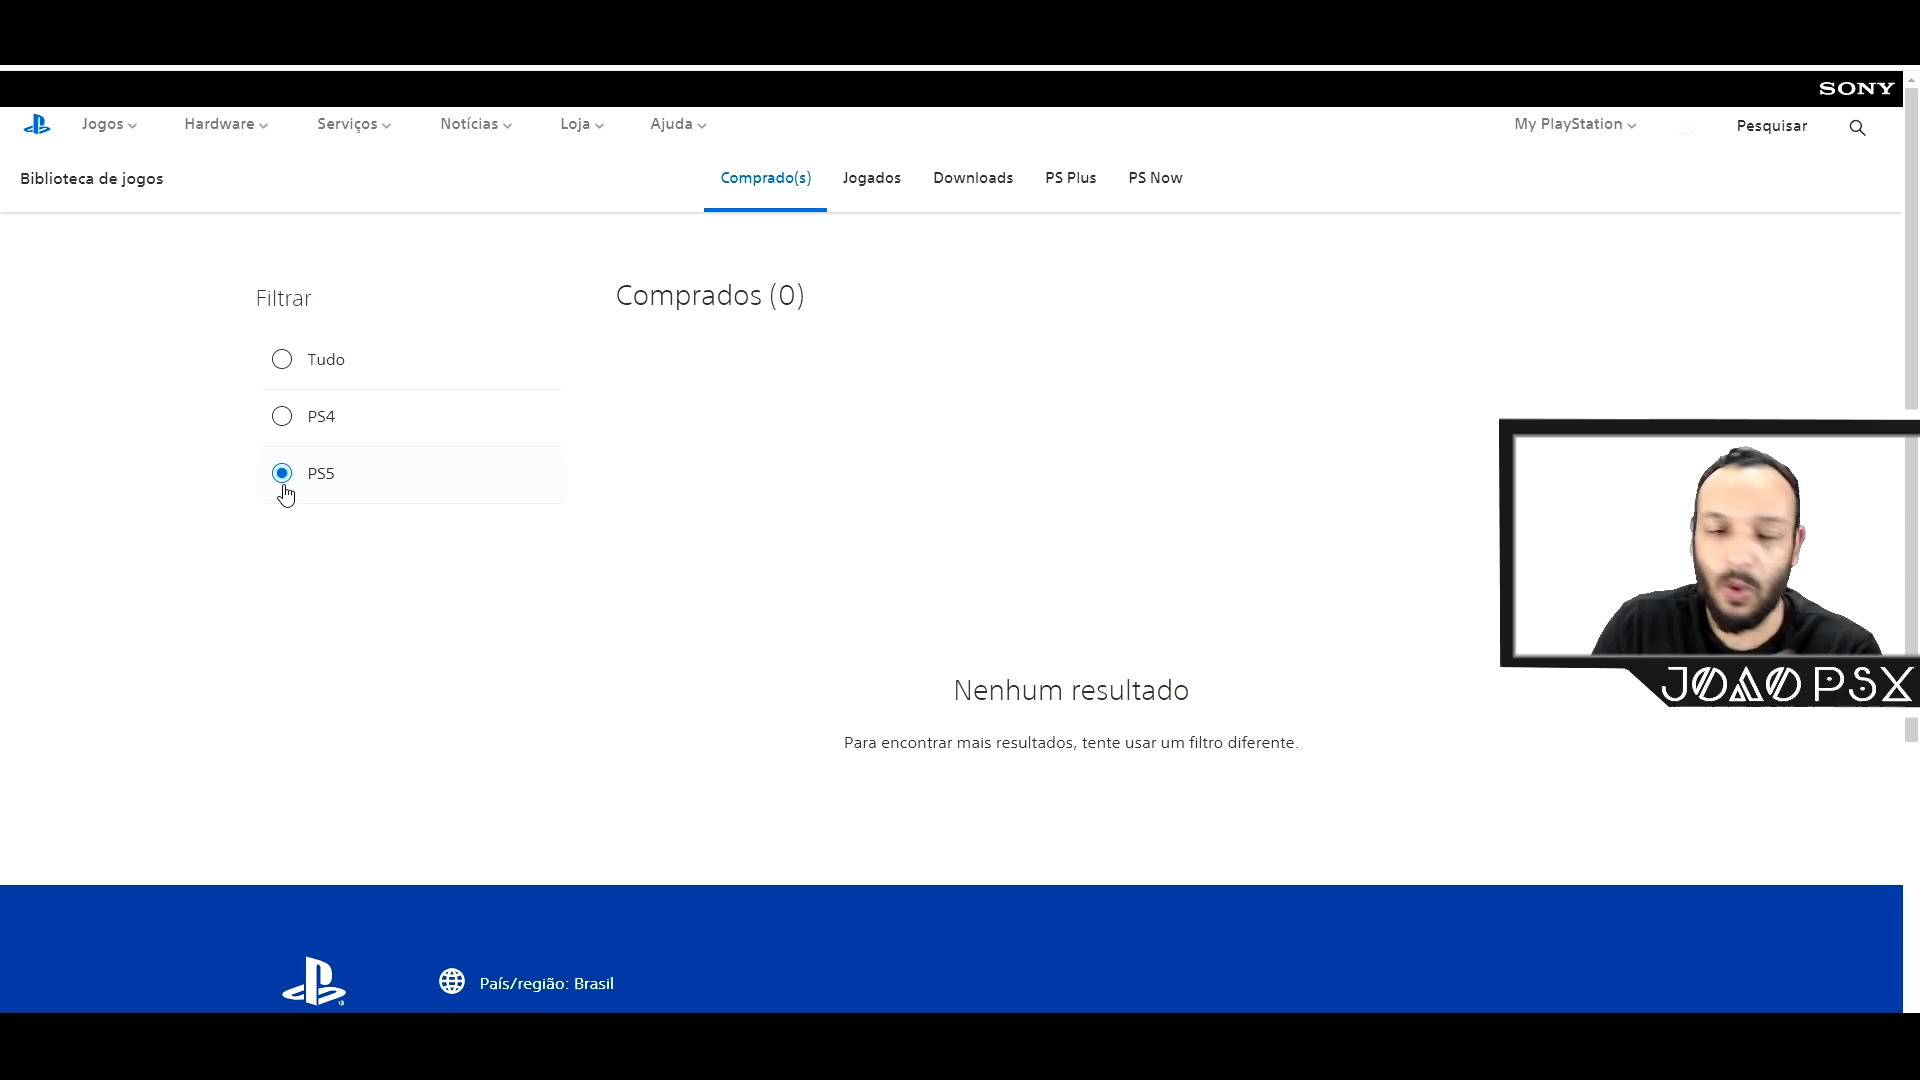 SONY
Jogos
Hardware
Serviços
Notícias
Loja
Ajuda
My PlayStation
Pesquisar
Biblioteca de jogos
Comprado(s)
Jogados
Downloads
PS Plus
PS Now
Filtrar
Comprados (0)
Tudo
PS4
PS5
JOAO PSX
Nenhum resultado
Para encontrar mais resultados, tente usar um filtro diferente.
País/região: Brasil